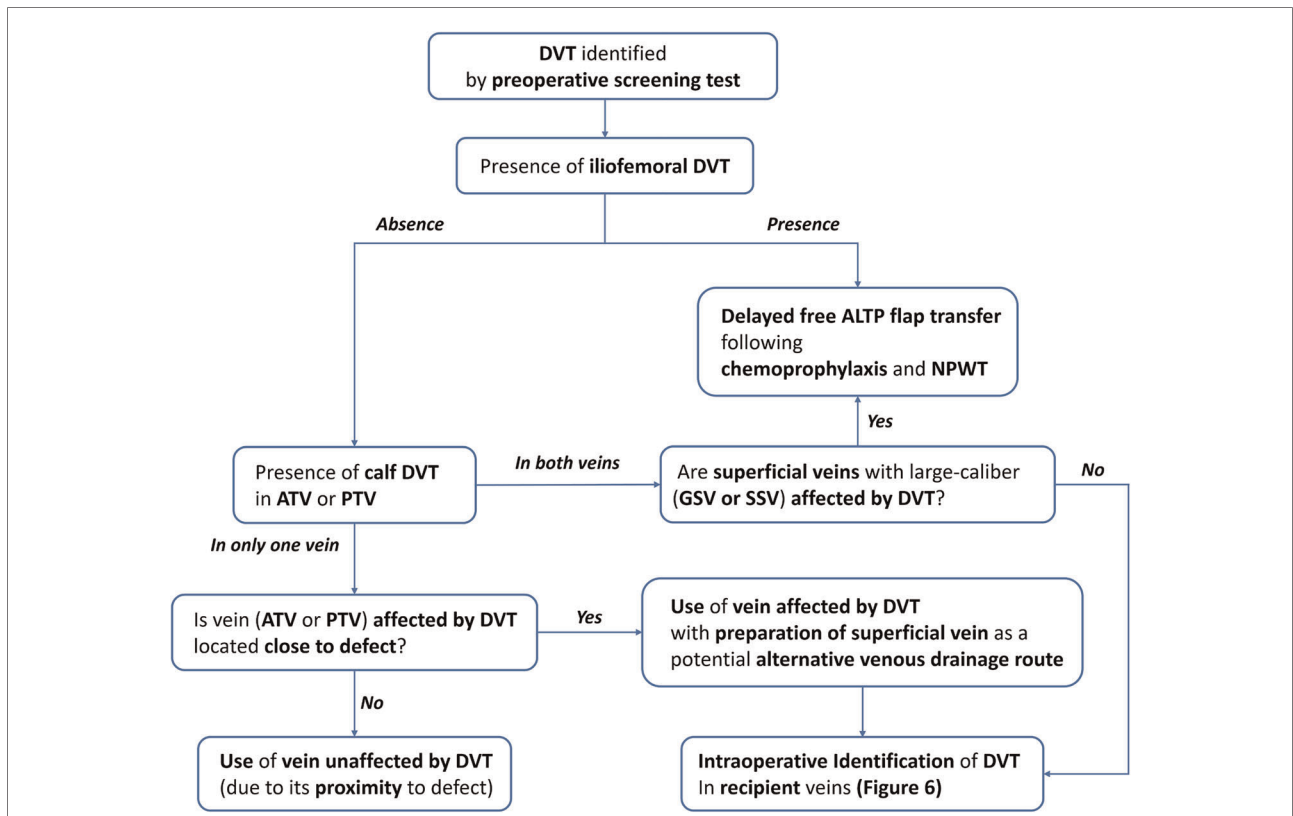 DVT identified
by preoperative screening test
Presence of iliofemoral DVT
Absence
Presence
Delayed free ALTP flap transfer
following
chemoprophylaxis and NPWT
Yes
Presence of calf DVT
in ATV or PTV
In both veins
Are superficial veins with large-caliber
(GSV or SSV) affected by DVT?
No
In only one vein
Is vein (ATV or PTV) affected by DVT
located close to defect?
Yes
Use of vein affected by DVT
with preparation of superficial vein as a
potential alternative venous drainage route
No
Use of vein unaffected by DVT
(due to its proximity to defect)
Intraoperative Identification of DVT
In recipient veins (Figure 6)